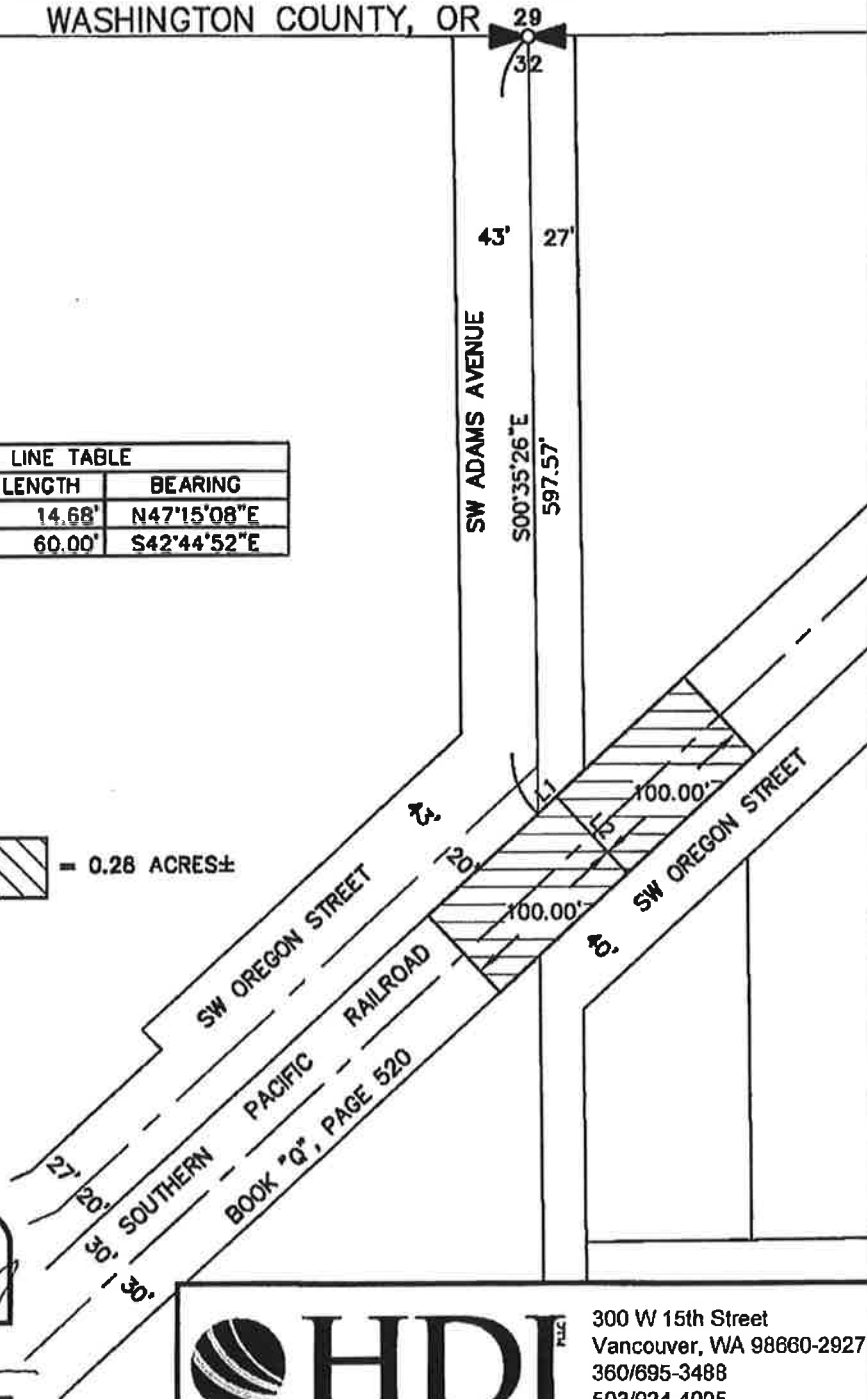 WASHINGTON COUNTY, OR
29
32
43'
27'
SW ADAMS AVENUE
S00°35'26"E
597.57'
LINE TABLE
LENGTH BEARING
14.68' N47°15'08"E
60.00' S42°44'52"E
L1
100.00'
L2
43'
20'
= 0.28 ACRES±
100.00'
SW OREGON STREET
40'
SW OREGON STREET
SOUTHERN PACIFIC RAILROAD
BOOK "Q", PAGE 520
27'
20'
30'
30'
HDJ
PLLC
300 W 15th Street
Vancouver, WA 98660-2927
360/695-3488